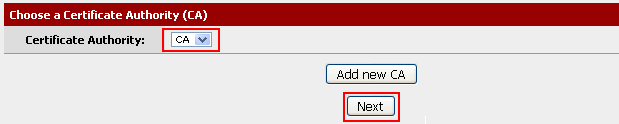 Choose a Certificate Authority (CA)
Certificate Authority: CA
Add new CA
Next